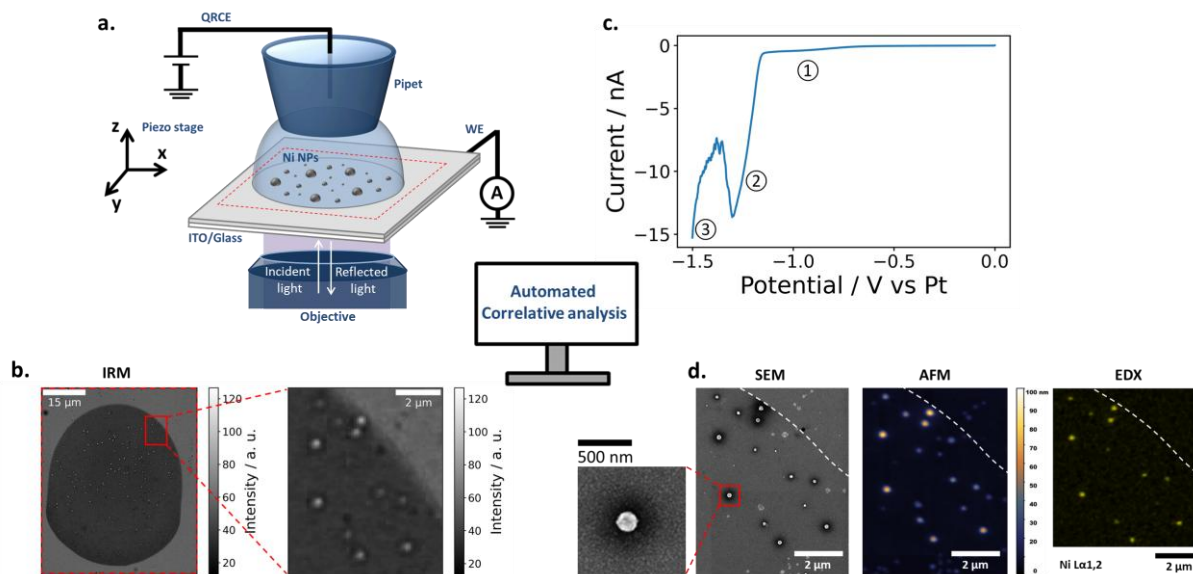 a.
QRCE
Pipet
Piezo stage
z
x
y
WE
Ni NPs
A
ITO/Glass
Incident
light
Reflected
light
Objective
c.
Current / nA
0
−5
−10
−15
1
2
3
−1.5
−1.0
−0.5
0.0
Potential / V vs Pt
Automated
Correlative analysis
b.
IRM
15 µm
120
100
80
60
40
20
Intensity / a. u.
2 µm
120
100
80
60
40
20
Intensity / a. u.
d.
SEM
500 nm
2 µm
AFM
2 µm
100 nm
90
80
70
60
50
40
30
20
10
0
EDX
Ni Lα1,2
2 µm